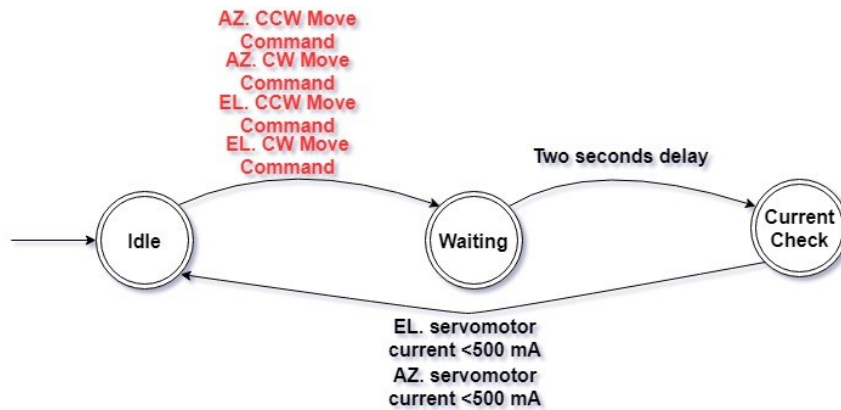 AZ. CCW Move
Command
AZ. CW Move
Command
EL. CCW Move
Command
EL. CW Move
Command
Two seconds delay
Idle
Waiting
Current
Check
EL. servomotor
current <500 mA
AZ. servomotor
current <500 mA